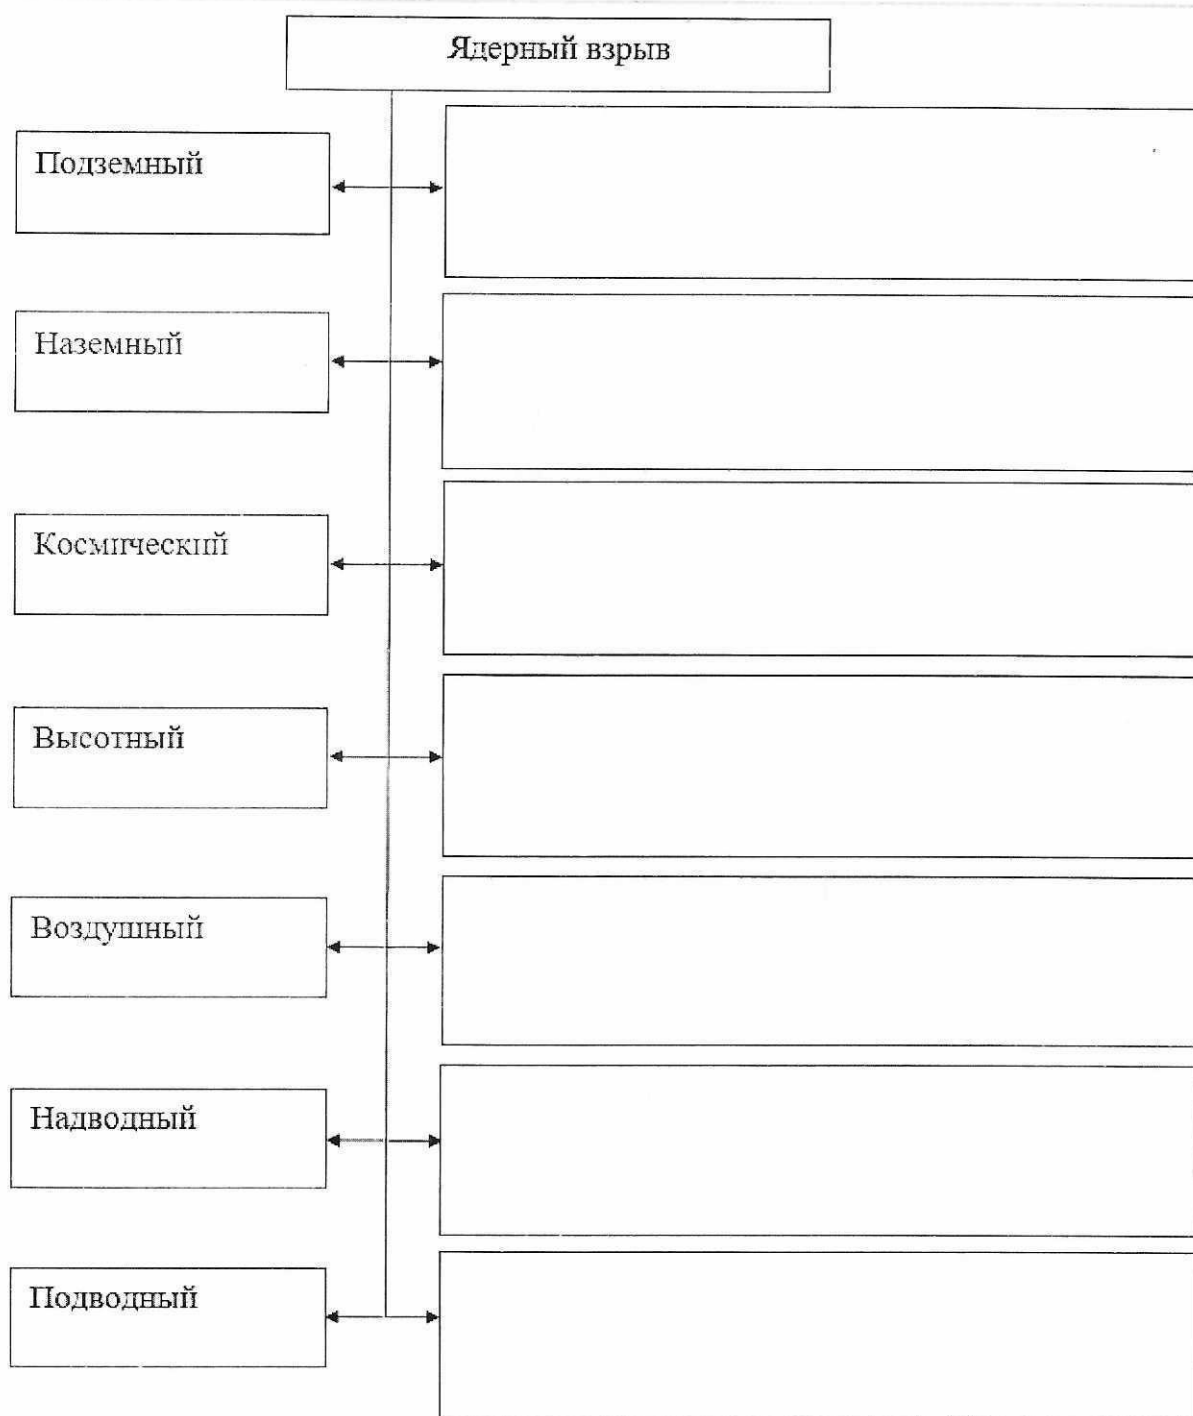 Ядерный взрыв
Подземный
Наземный
Космический
Высотный
Воздушный
Надводный
Подводный